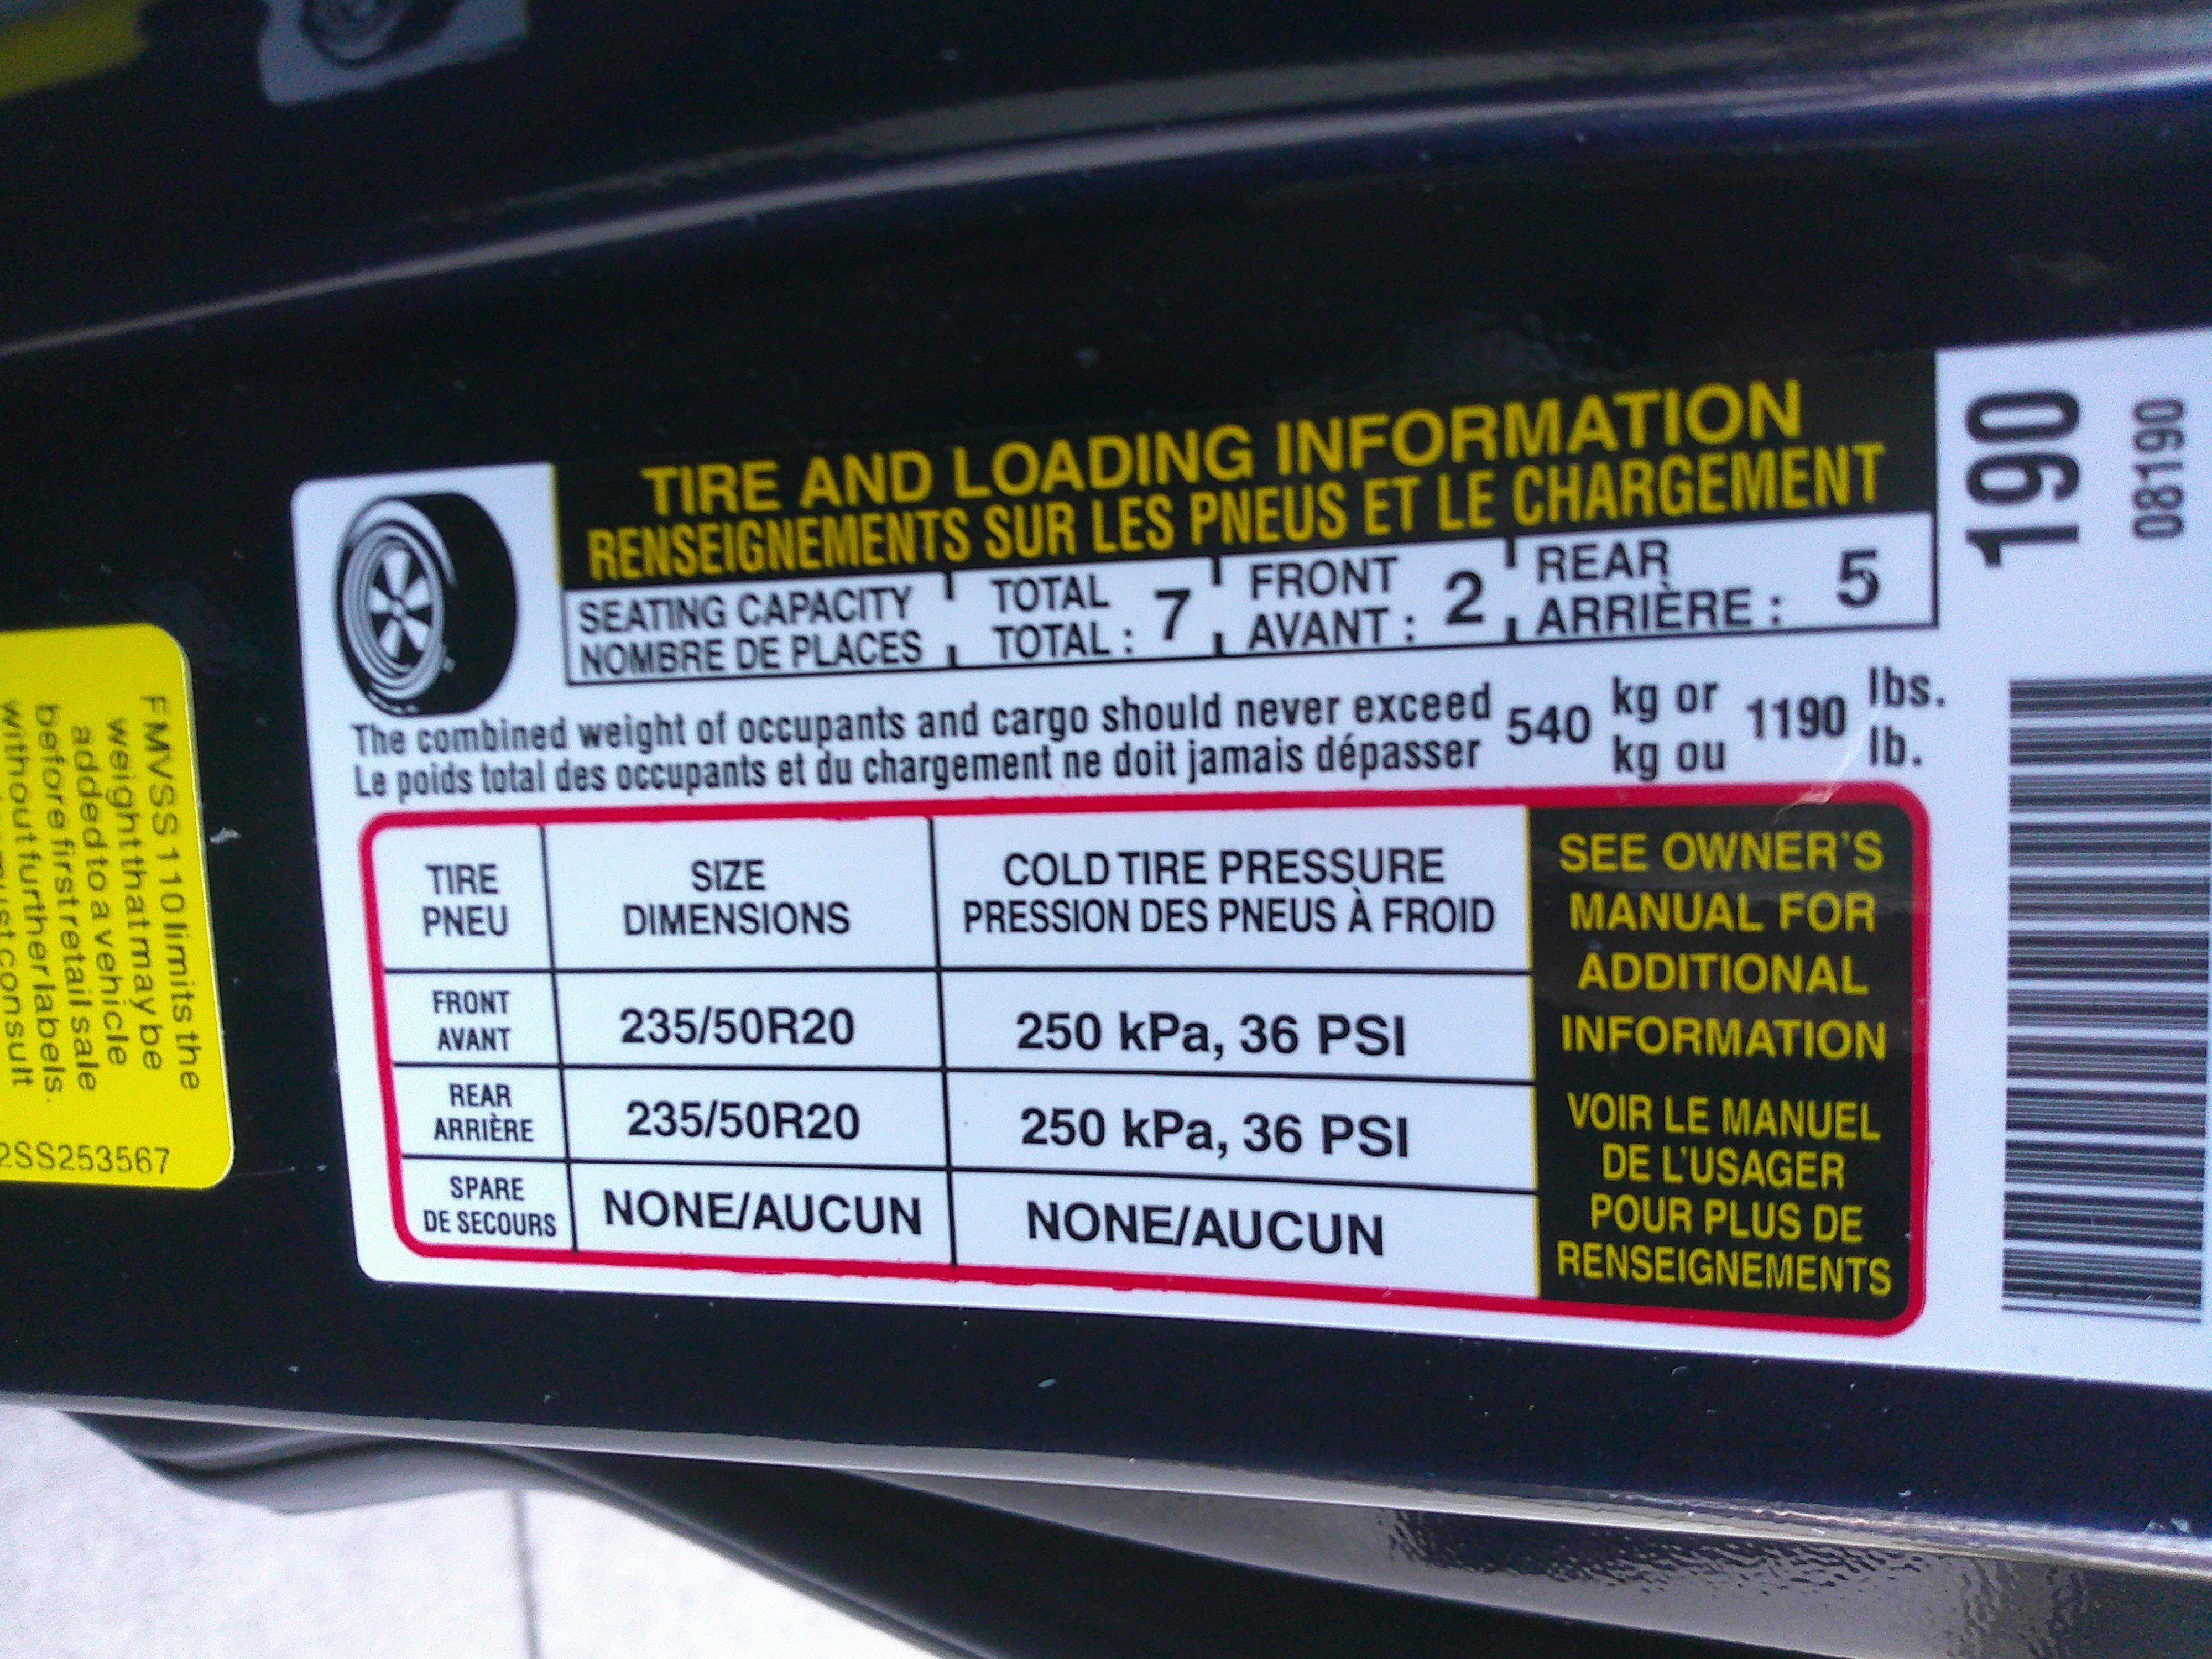 TIRE AND LOADING INFORMATION
RENSEIGNEMENTS SUR LES PNEUS ET LE CHARGEMENT
SEATING CAPACITY
NOMBRE DE PLACES
TOTAL
TOTAL : 7
FRONT
AVANT : 2
REAR
ARRIÈRE : 5
The combined weight of occupants and cargo should never exceed 540 kg or 1190 lbs.
Le poids total des occupants et du chargement ne doit jamais dépasser kg ou lb.
TIRE
PNEU
SIZE
DIMENSIONS
COLD TIRE PRESSURE
PRESSION DES PNEUS À FROID
FRONT
AVANT
235/50R20
250 kPa, 36 PSI
REAR
ARRIÈRE
235/50R20
250 kPa, 36 PSI
SPARE
DE SECOURS
NONE/AUCUN
NONE/AUCUN
SEE OWNER'S
MANUAL FOR
ADDITIONAL
INFORMATION
VOIR LE MANUEL
DE L'USAGER
POUR PLUS DE
RENSEIGNEMENTS
190
08190
FMVSS 110 limits the
weight that may be
added to a vehicle
before first retail sale
without further labels.
consult
2SS253567